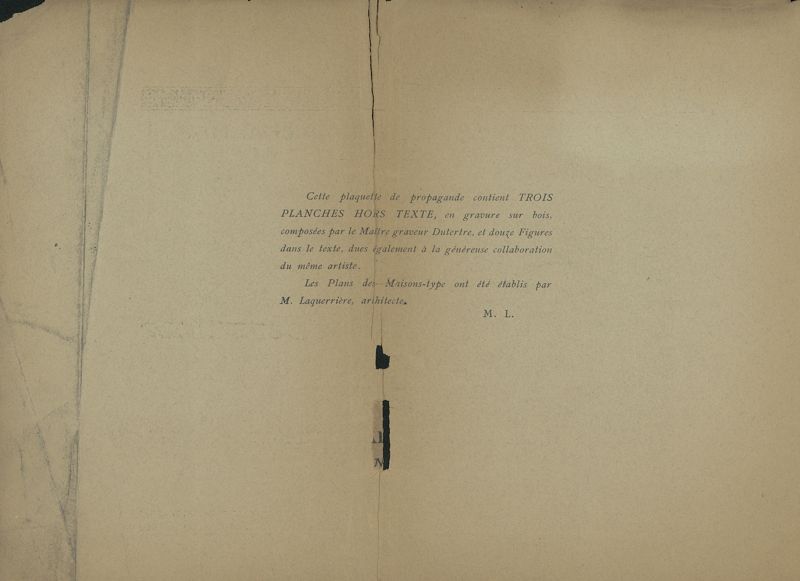 Cette plaquette de propagande contient TROIS
PLANCHES HORS TEXTE, en gravure sur bois,
composées par le Maître graveur Dutertre, et douze Figures
dans le texte, dues également à la généreuse collaboration
du même artiste.
Les Plans des Maisons-type ont été établis par
M. Laquerrière, architecte.
M. L.
M